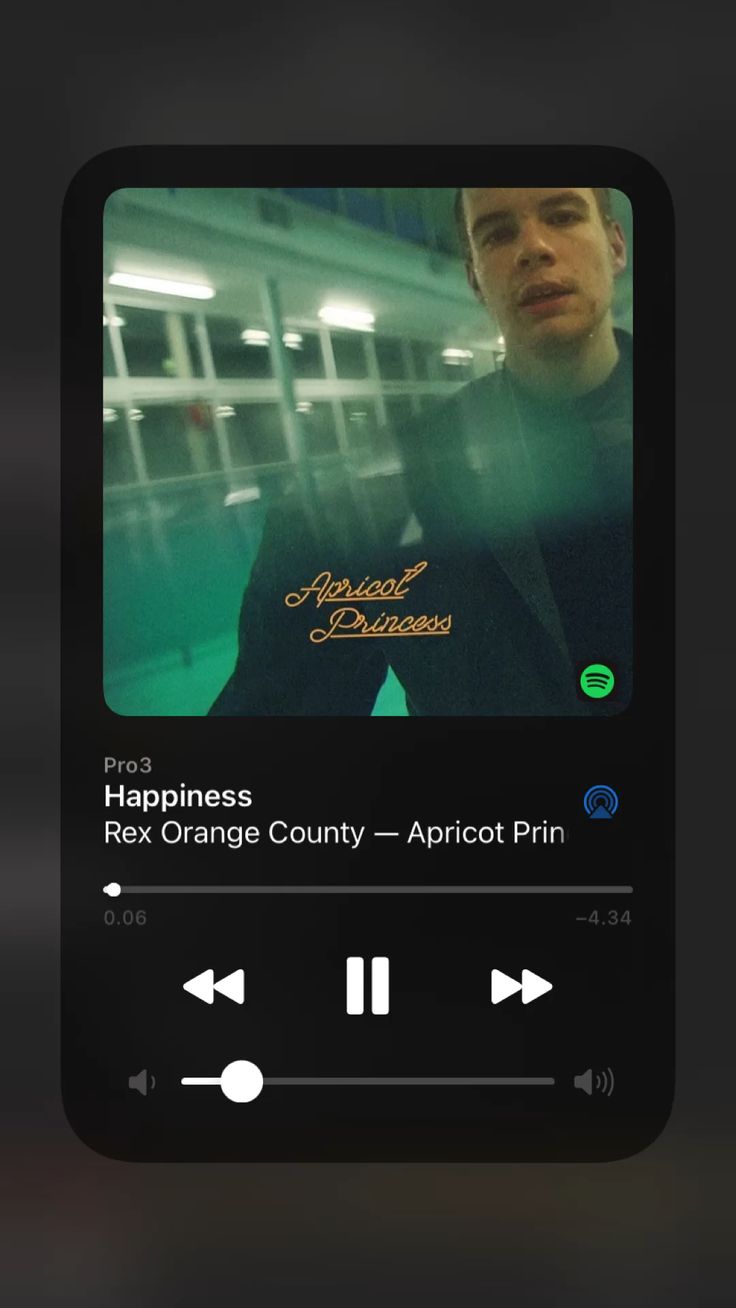 Apricot
Princess
Pro3
Happiness
Rex Orange County — Apricot Prin
0.06
−4.34